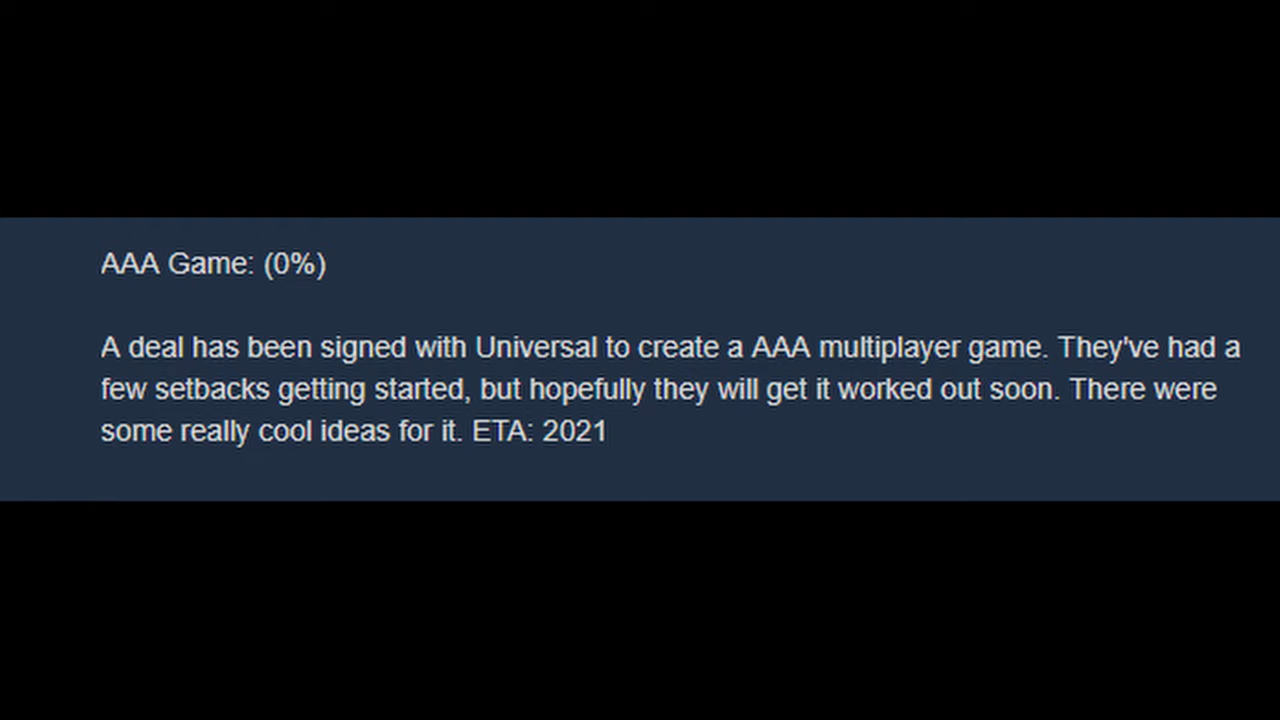 AAA Game: (0%)
A deal has been signed with Universal to create a AAA multiplayer game. They've had a
few setbacks getting started, but hopefully they will get it worked out soon. There were
some really cool ideas for it. ETA: 2021